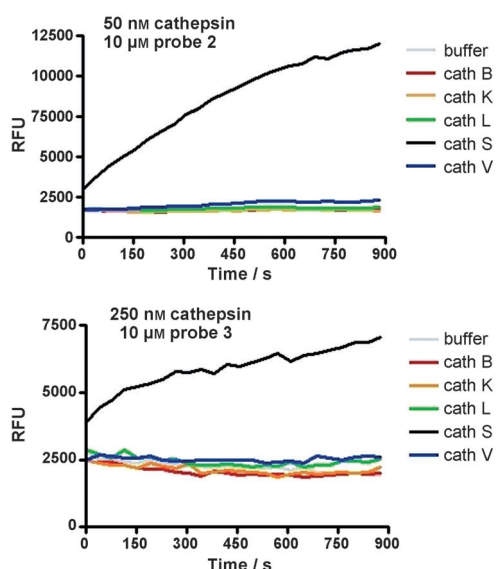 50 nM cathepsin
10 μM probe 2
12500
10000
7500
5000
2500
0
RFU
0 150 300 450 600 750 900
Time / s
buffer
cath B
cath K
cath L
cath S
cath V
250 nM cathepsin
10 μM probe 3
7500
5000
2500
0
RFU
0 150 300 450 600 750 900
Time / s
buffer
cath B
cath K
cath L
cath S
cath V